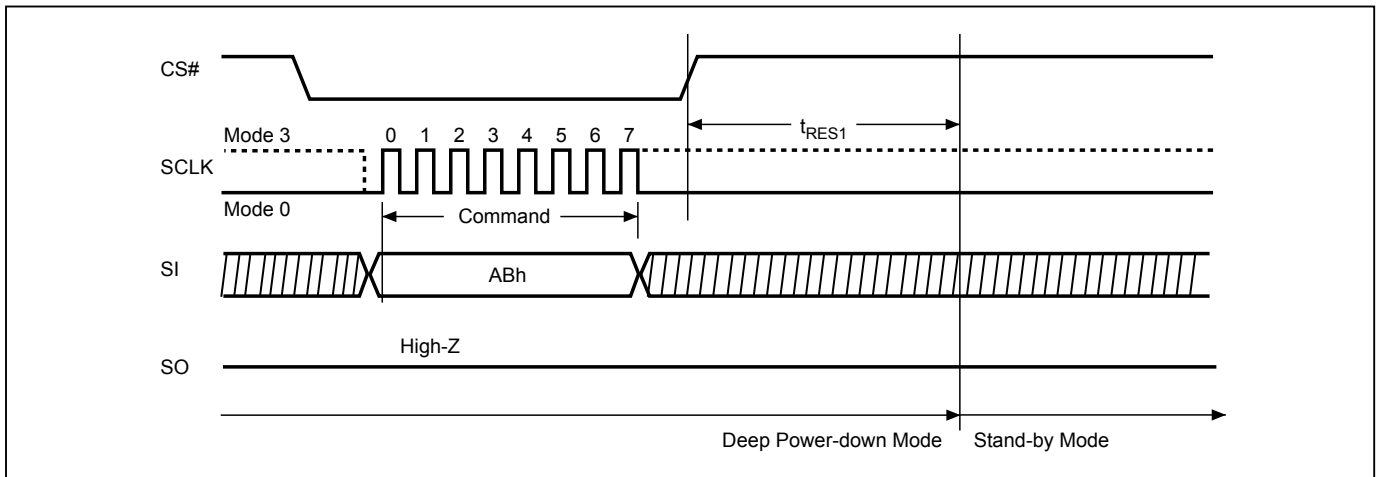 CS#
tRES1
Mode 3
0 1 2 3 4 5 6 7
SCLK
Mode 0
Command
SI
ABh
High-Z
SO
Deep Power-down Mode
Stand-by Mode